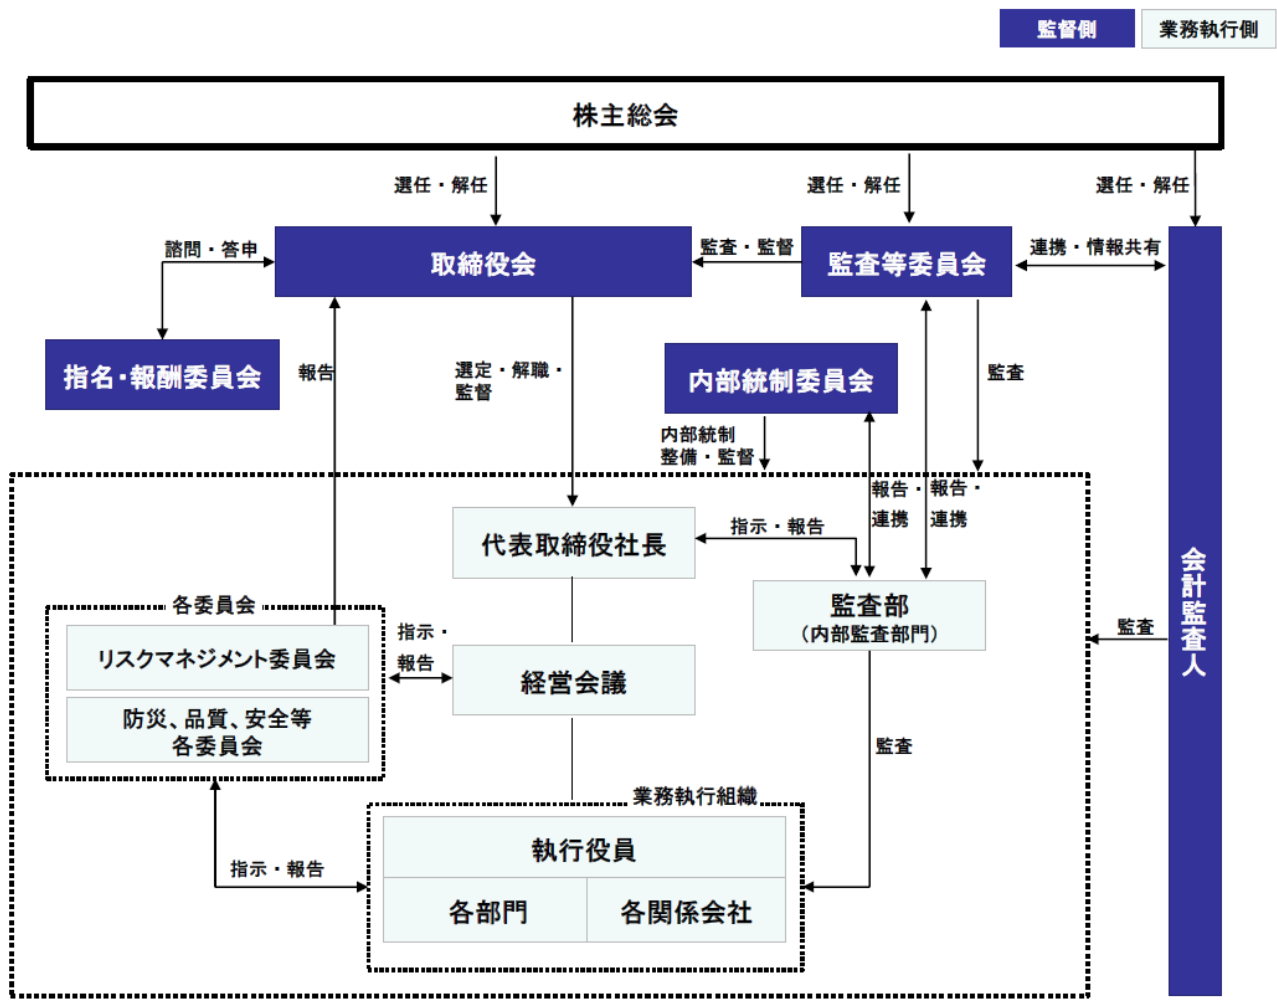 監督側
業務執行側
株主総会
選任・解任
選任・解任
選任・解任
諮問・答申
取締役会
監査・監督
監査等委員会
連携・情報共有
指名・報酬委員会
報告
選定・解職・
監督
内部統制委員会
監査
内部統制
整備・監督
報告・
連携
報告・
連携
代表取締役社長
指示・報告
会計監査人
監査部
（内部監査部門）
各委員会
リスクマネジメント委員会
防災、品質、安全等
各委員会
指示・
報告
経営会議
監査
監査
業務執行組織
執行役員
各部門
各関係会社
指示・報告